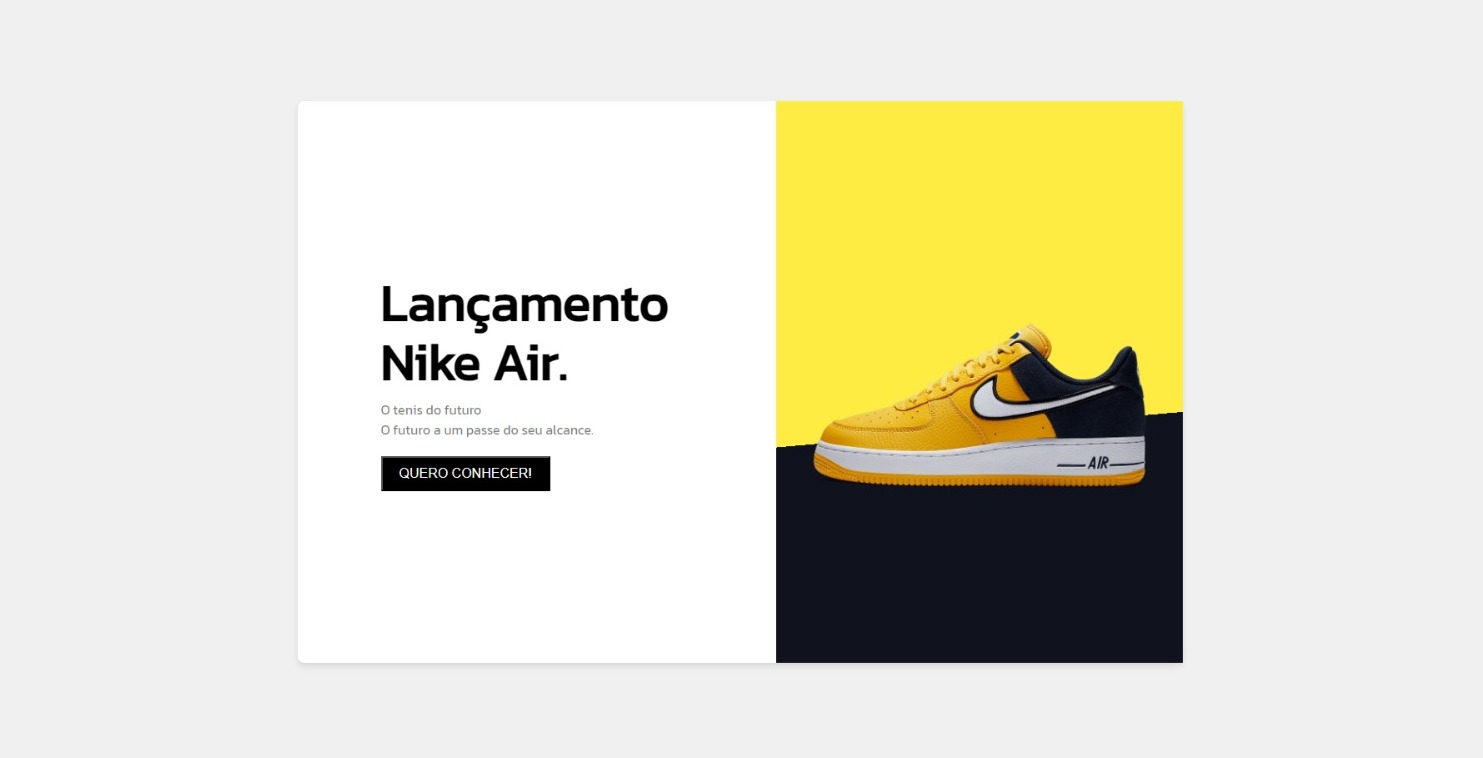 Lançamento
Nike Air.
O tenis do futuro
O futuro a um passe do seu alcance.
QUERO CONHECER!
AIR